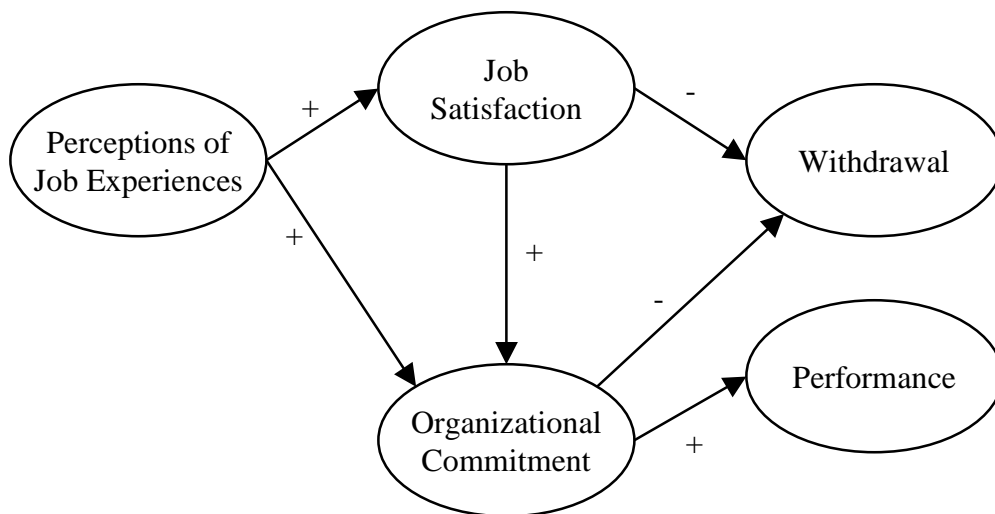 Job
Satisfaction
Perceptions of
Job Experiences
Withdrawal
Organizational
Commitment
Performance
+
+
+
-
-
+